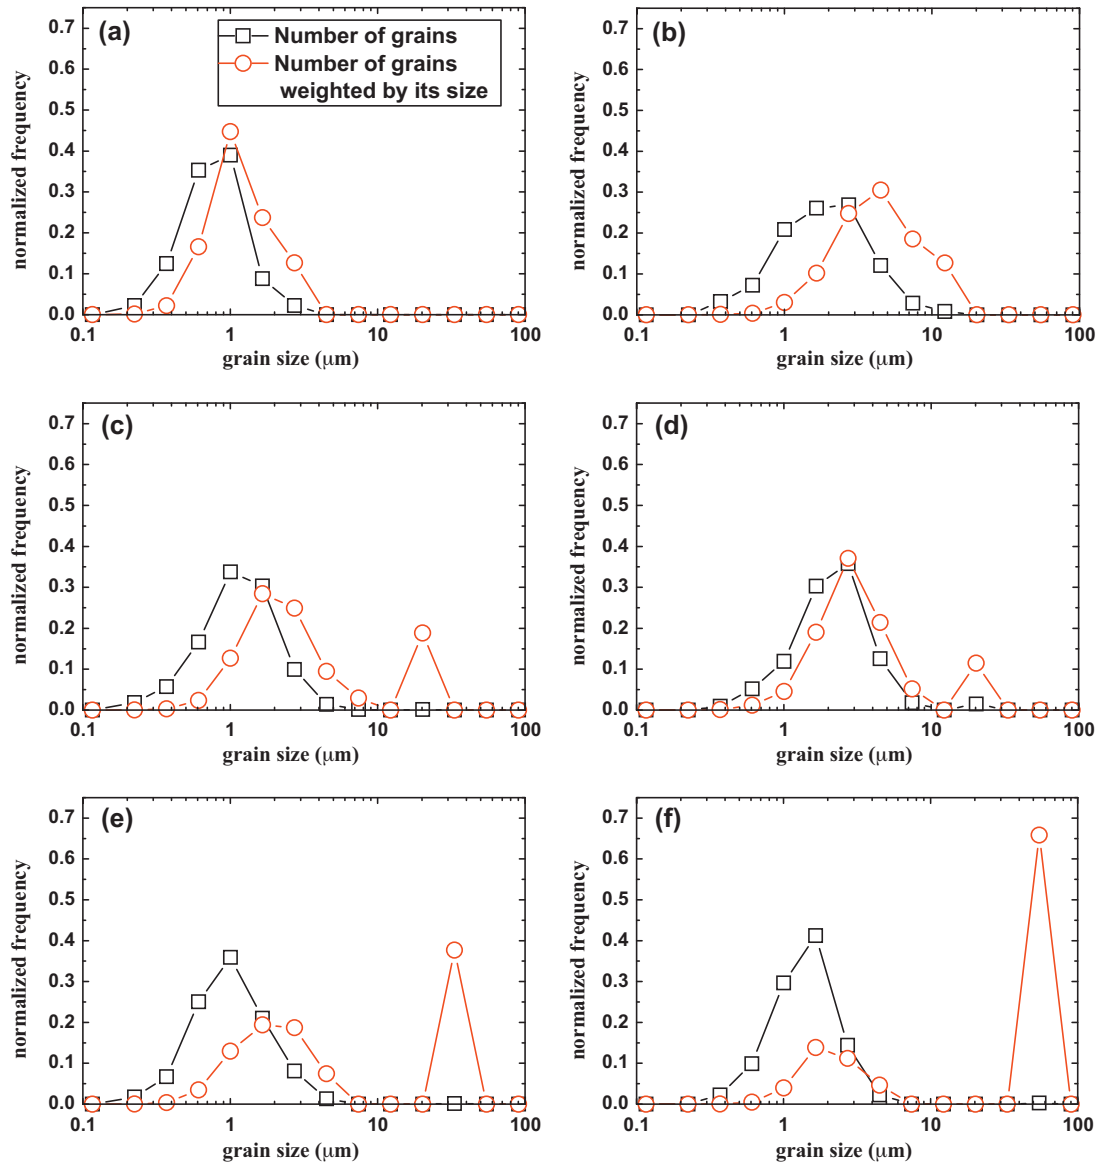 (a)
Number of grains
Number of grains
weighted by its size
normalized frequency
0.7
0.6
0.5
0.4
0.3
0.2
0.1
0.0
0.1 1 10 100
grain size (μm)
(b)
normalized frequency
0.7
0.6
0.5
0.4
0.3
0.2
0.1
0.0
0.1 1 10 100
grain size (μm)
(c)
normalized frequency
0.7
0.6
0.5
0.4
0.3
0.2
0.1
0.0
0.1 1 10 100
grain size (μm)
(d)
normalized frequency
0.7
0.6
0.5
0.4
0.3
0.2
0.1
0.0
0.1 1 10 100
grain size (μm)
(e)
normalized frequency
0.7
0.6
0.5
0.4
0.3
0.2
0.1
0.0
0.1 1 10 100
grain size (μm)
(f)
normalized frequency
0.7
0.6
0.5
0.4
0.3
0.2
0.1
0.0
0.1 1 10 100
grain size (μm)